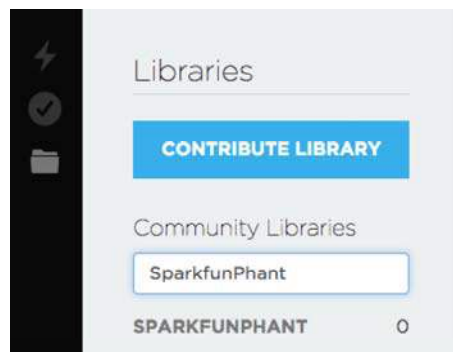 Libraries
CONTRIBUTE LIBRARY
Community Libraries
SparkfunPhant
SPARKFUNPHANT 0